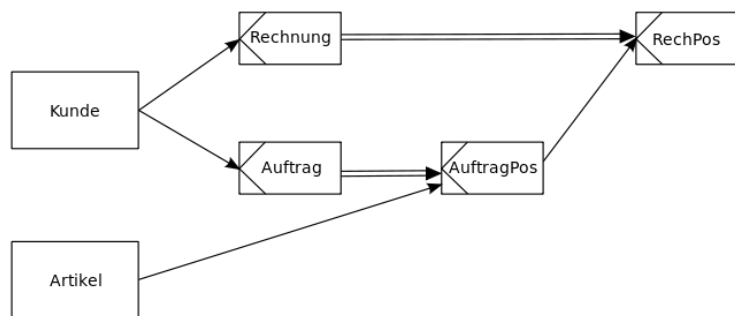 Rechnung
RechPos
Kunde
Auftrag
AuftragPos
Artikel